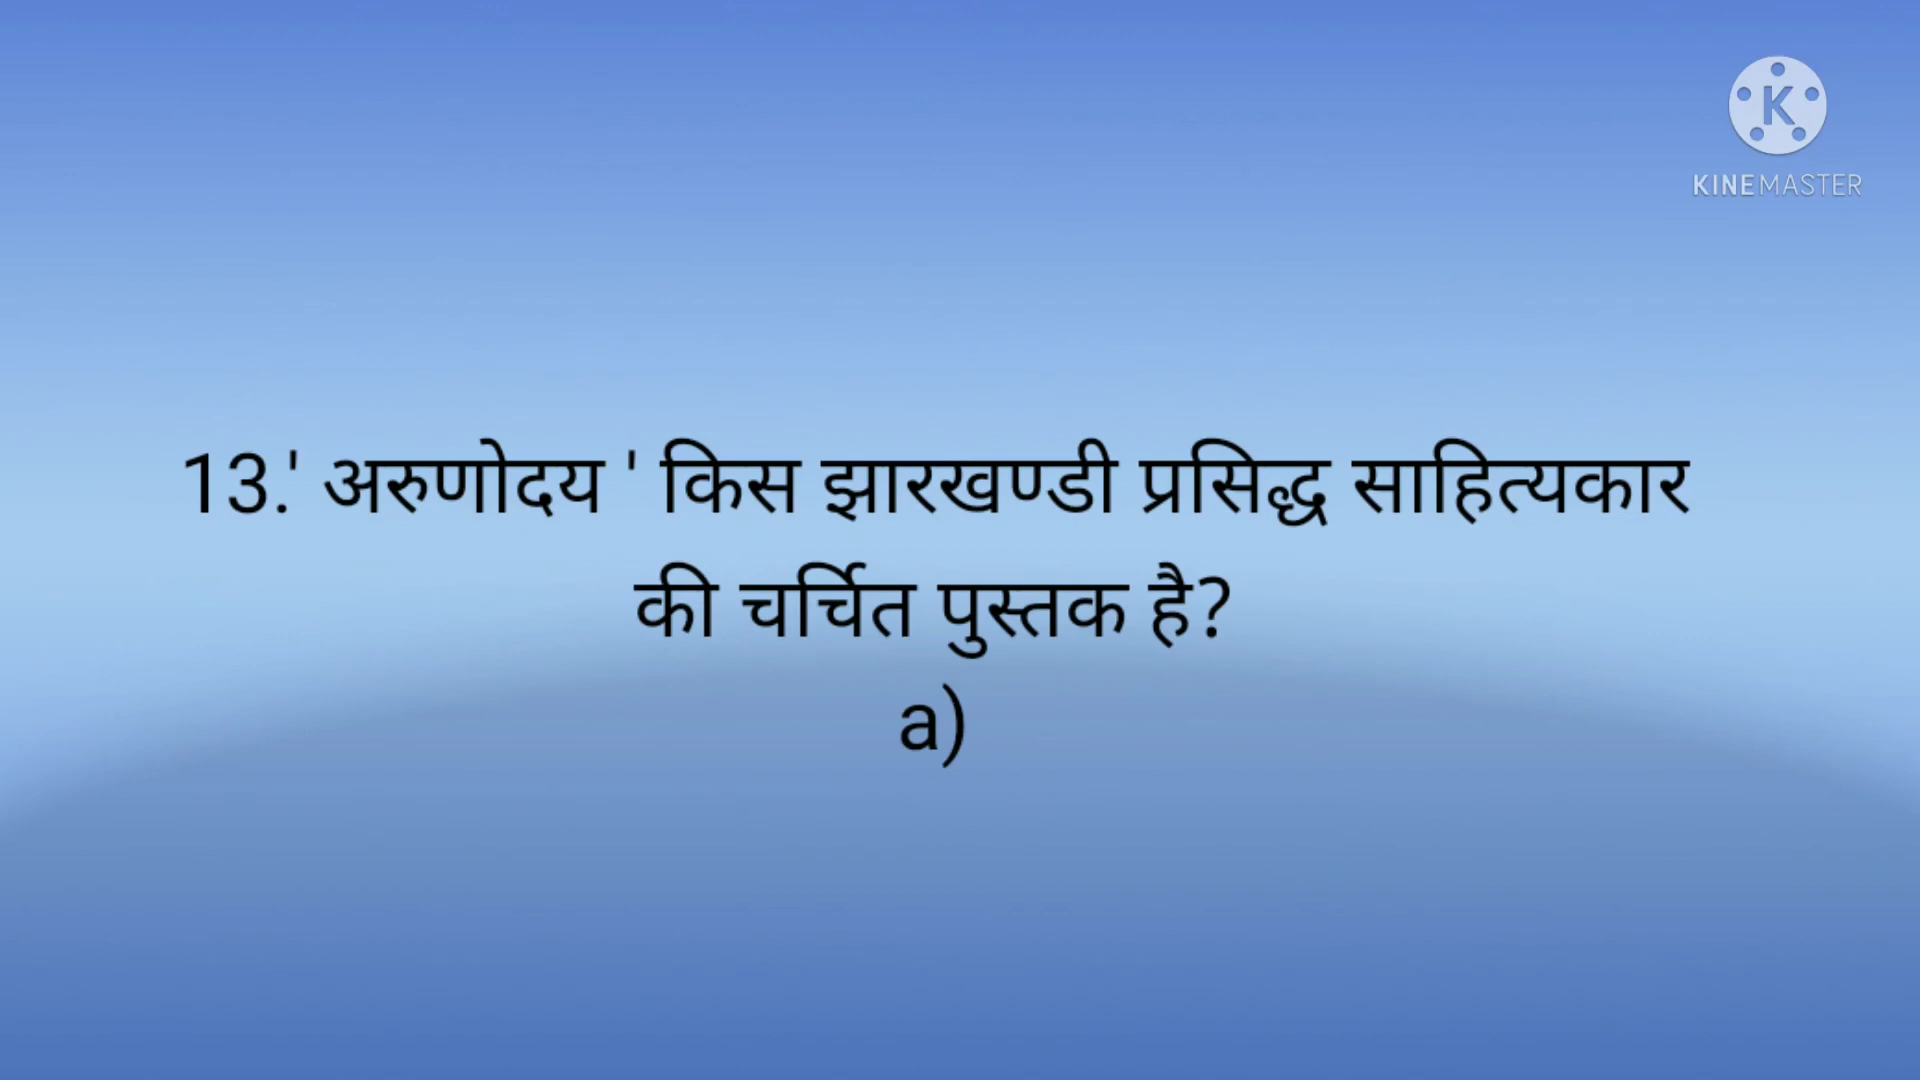 K
KINEMASTER
13.' अरुणोदय ' किस झारखण्डी प्रसिद्ध साहित्यकार
की चर्चित पुस्तक है?
a)